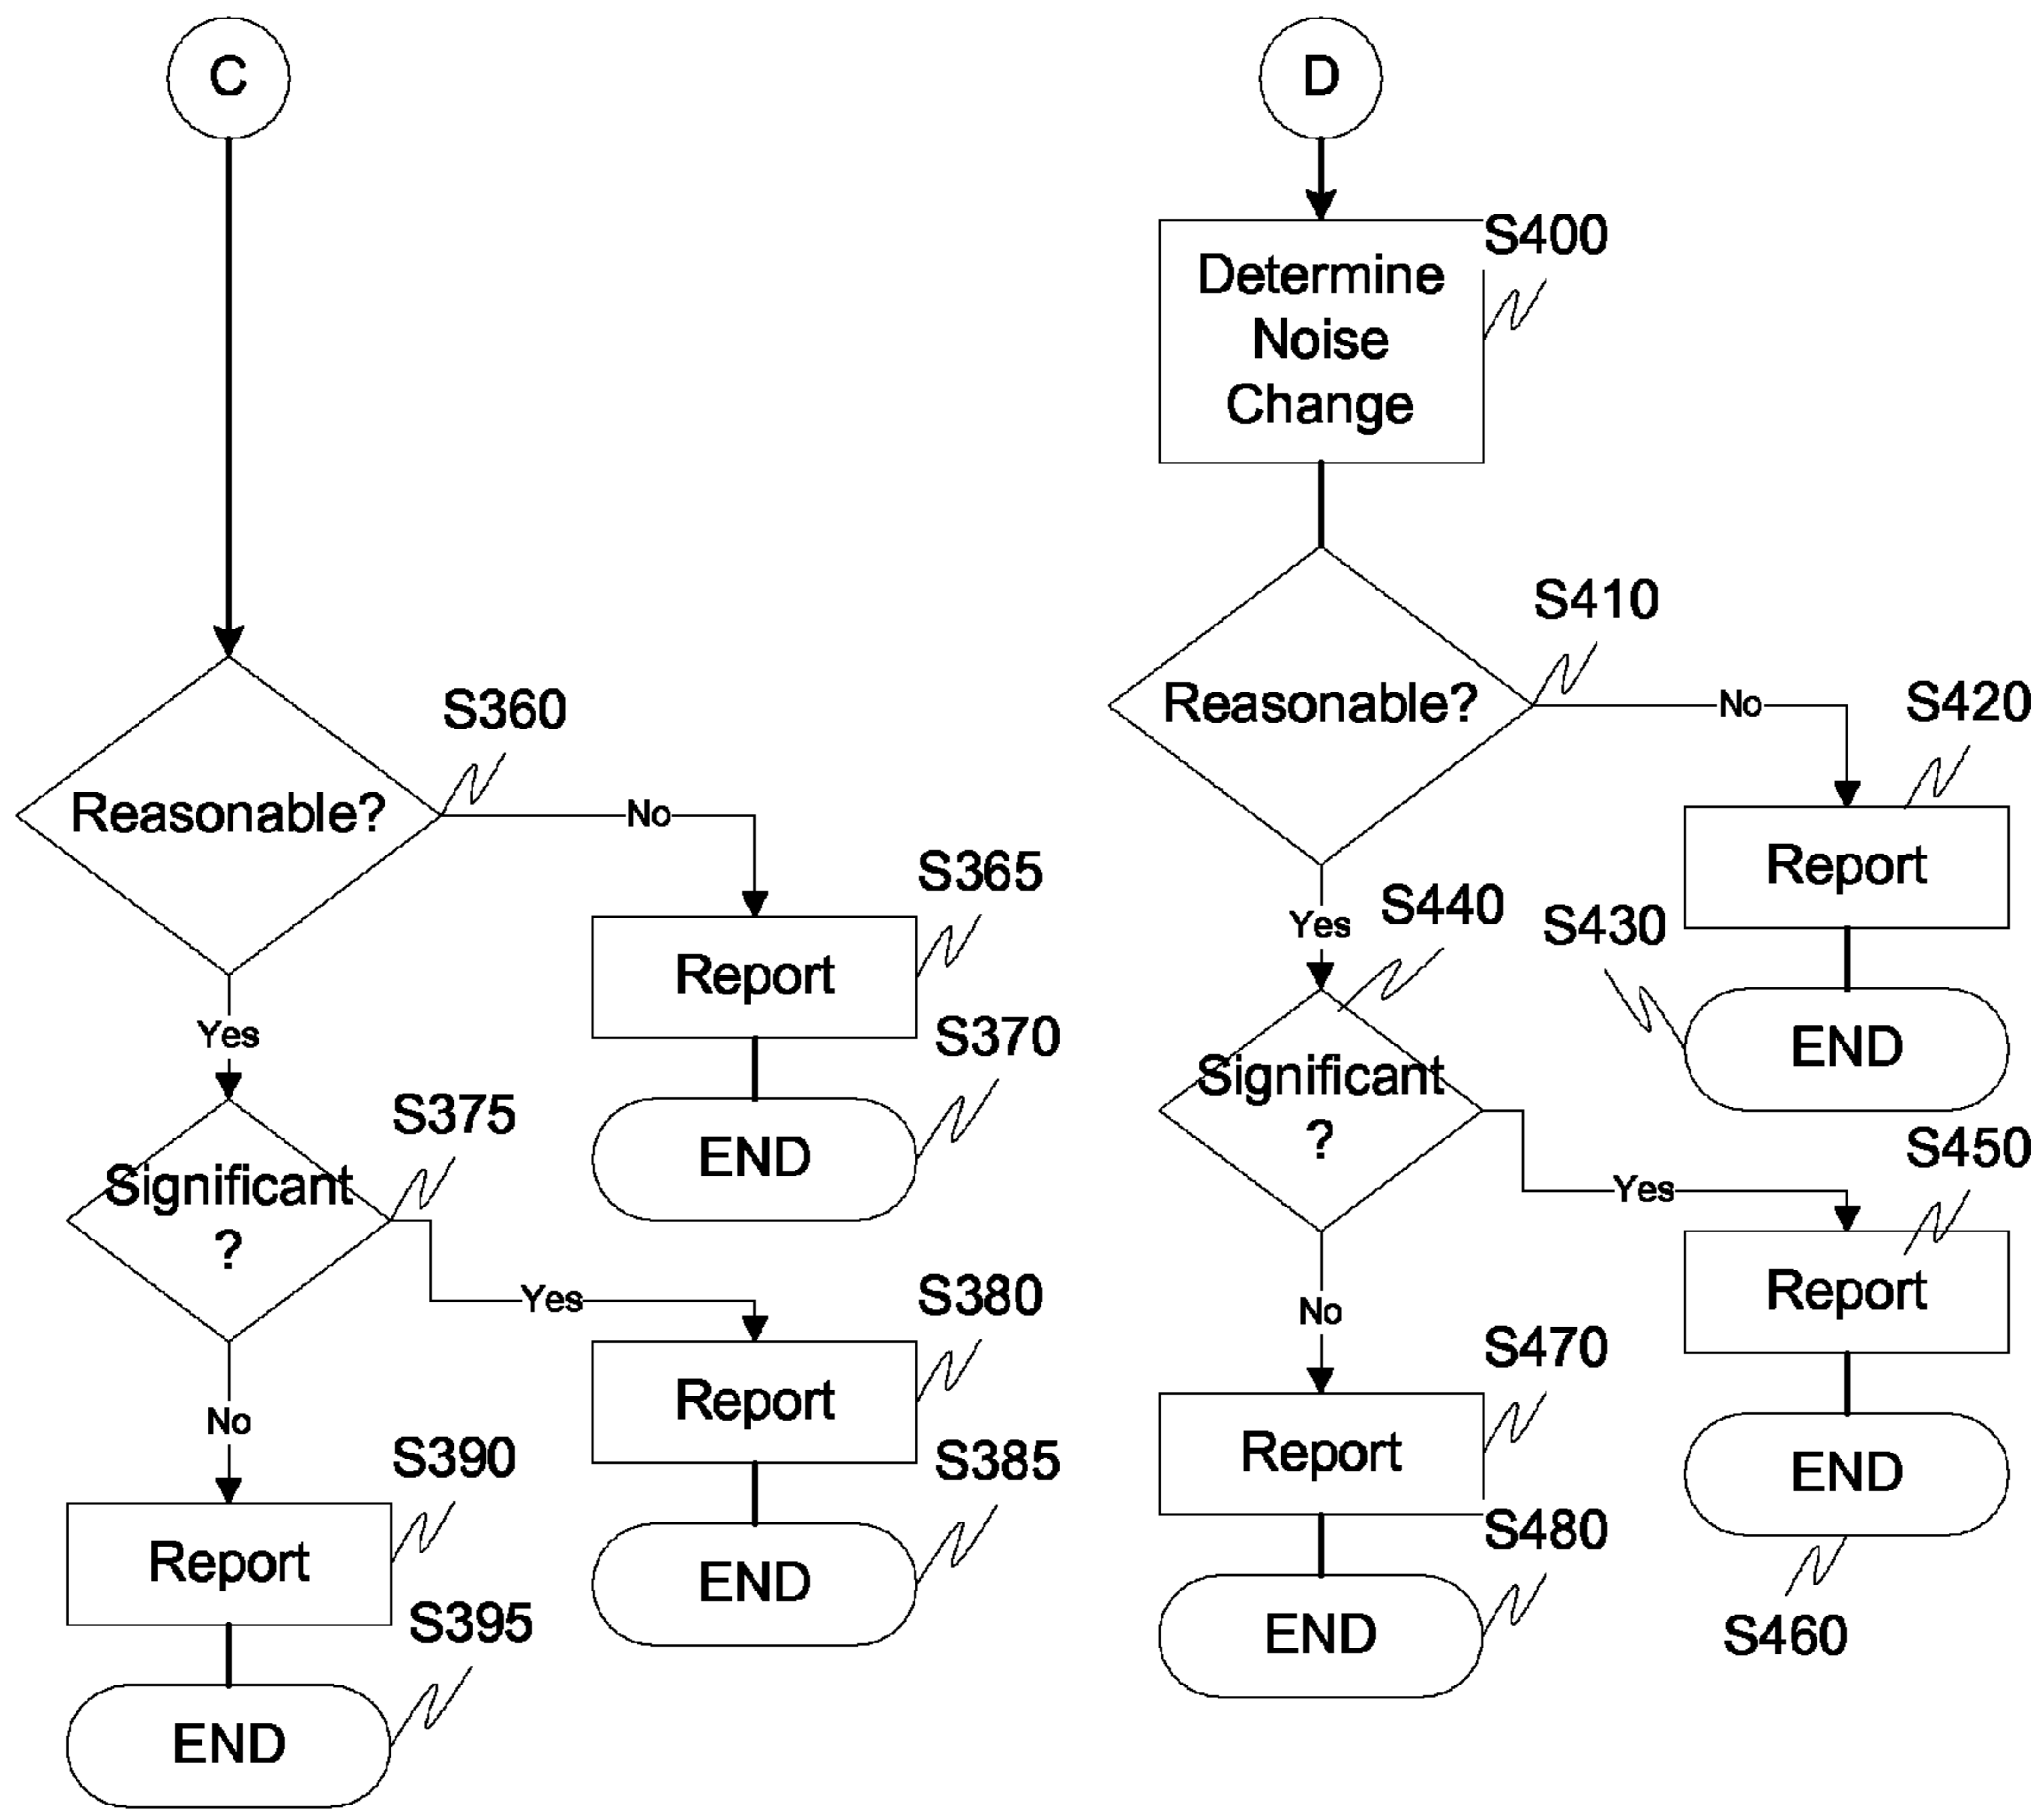 C
S360
Reasonable?
No
S365
Report
Yes
S370
END
S375
Significant
?
Yes
S380
Report
No
S385
END
S390
Report
S395
END
D
S400
Determine
Noise
Change
S410
Reasonable?
No
S420
Report
Yes
S430
END
S440
Significant
?
Yes
S450
Report
No
S460
END
S470
Report
S480
END